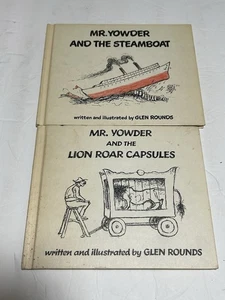 MR. YOWDER
AND THE STEAMBOAT
written and illustrated by GLEN ROUNDS
MR. YOWDER
AND THE
LION ROAR CAPSULES
written and illustrated by GLEN ROUNDS